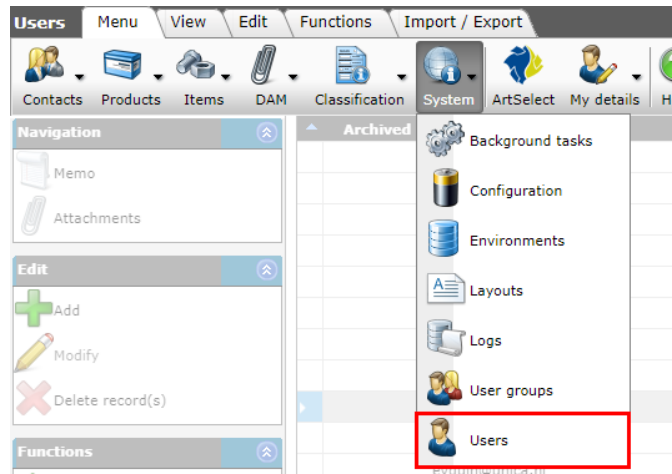 Users Menu View Edit Functions Import / Export
Contacts Products Items DAM Classification System ArtSelect My details H
Navigation
Archived
Memo
Attachments
Edit
Add
Modify
Delete record(s)
Functions
Background tasks
Configuration
Environments
Layouts
Logs
User groups
Users